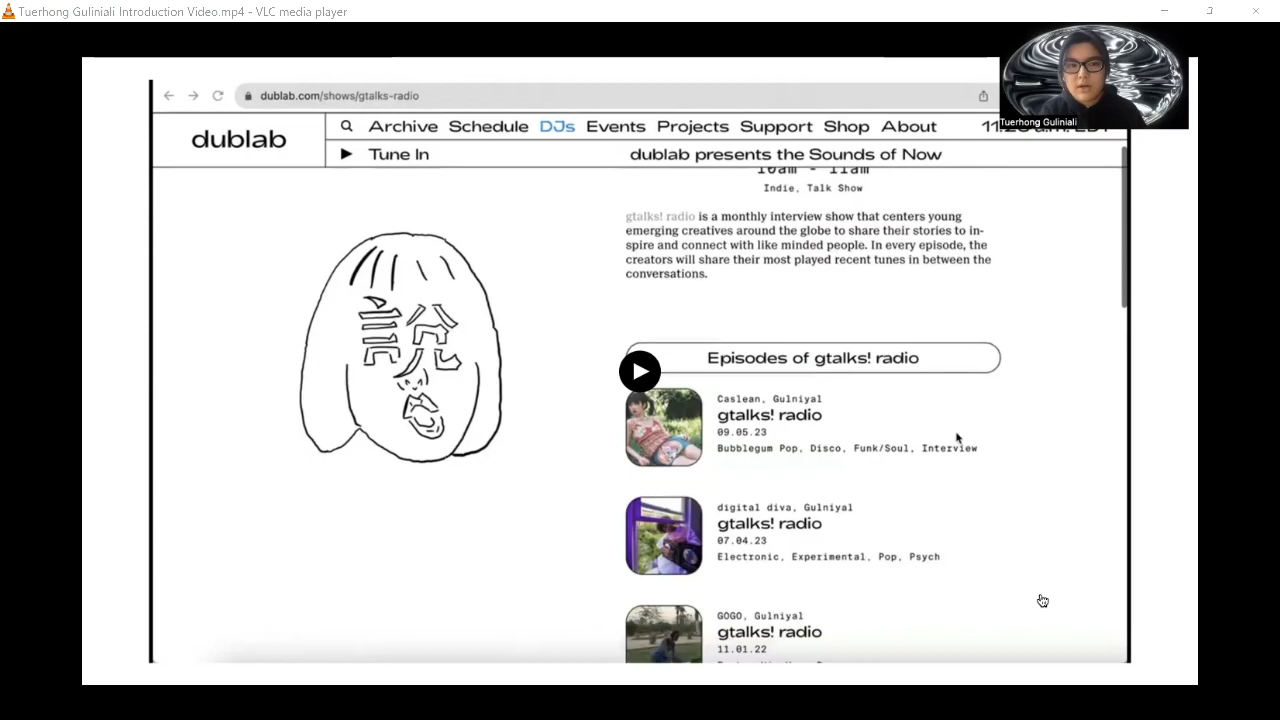 Tuerhong Guliniali Introduction Video.mp4 - VLC media player
dublab.com/shows/gtalks-radio
dublab
Archive Schedule DJs Events Projects Support Shop About
Tune In
dublab presents the Sounds of Now
Tuerhong Guliniali
10am - 11am
Indie, Talk Show
gtalks! radio is a monthly interview show that centers young
emerging creatives around the globe to share their stories to in-
spire and connect with like minded people. In every episode, the
creators will share their most played recent tunes in between the
conversations.
說
Episodes of gtalks! radio
Caslean, Gulniyal
gtalks! radio
09.05.23
Bubblegum Pop, Disco, Funk/Soul, Interview
digital diva, Gulniyal
gtalks! radio
07.04.23
Electronic, Experimental, Pop, Psych
GOGO, Gulniyal
gtalks! radio
11.01.22